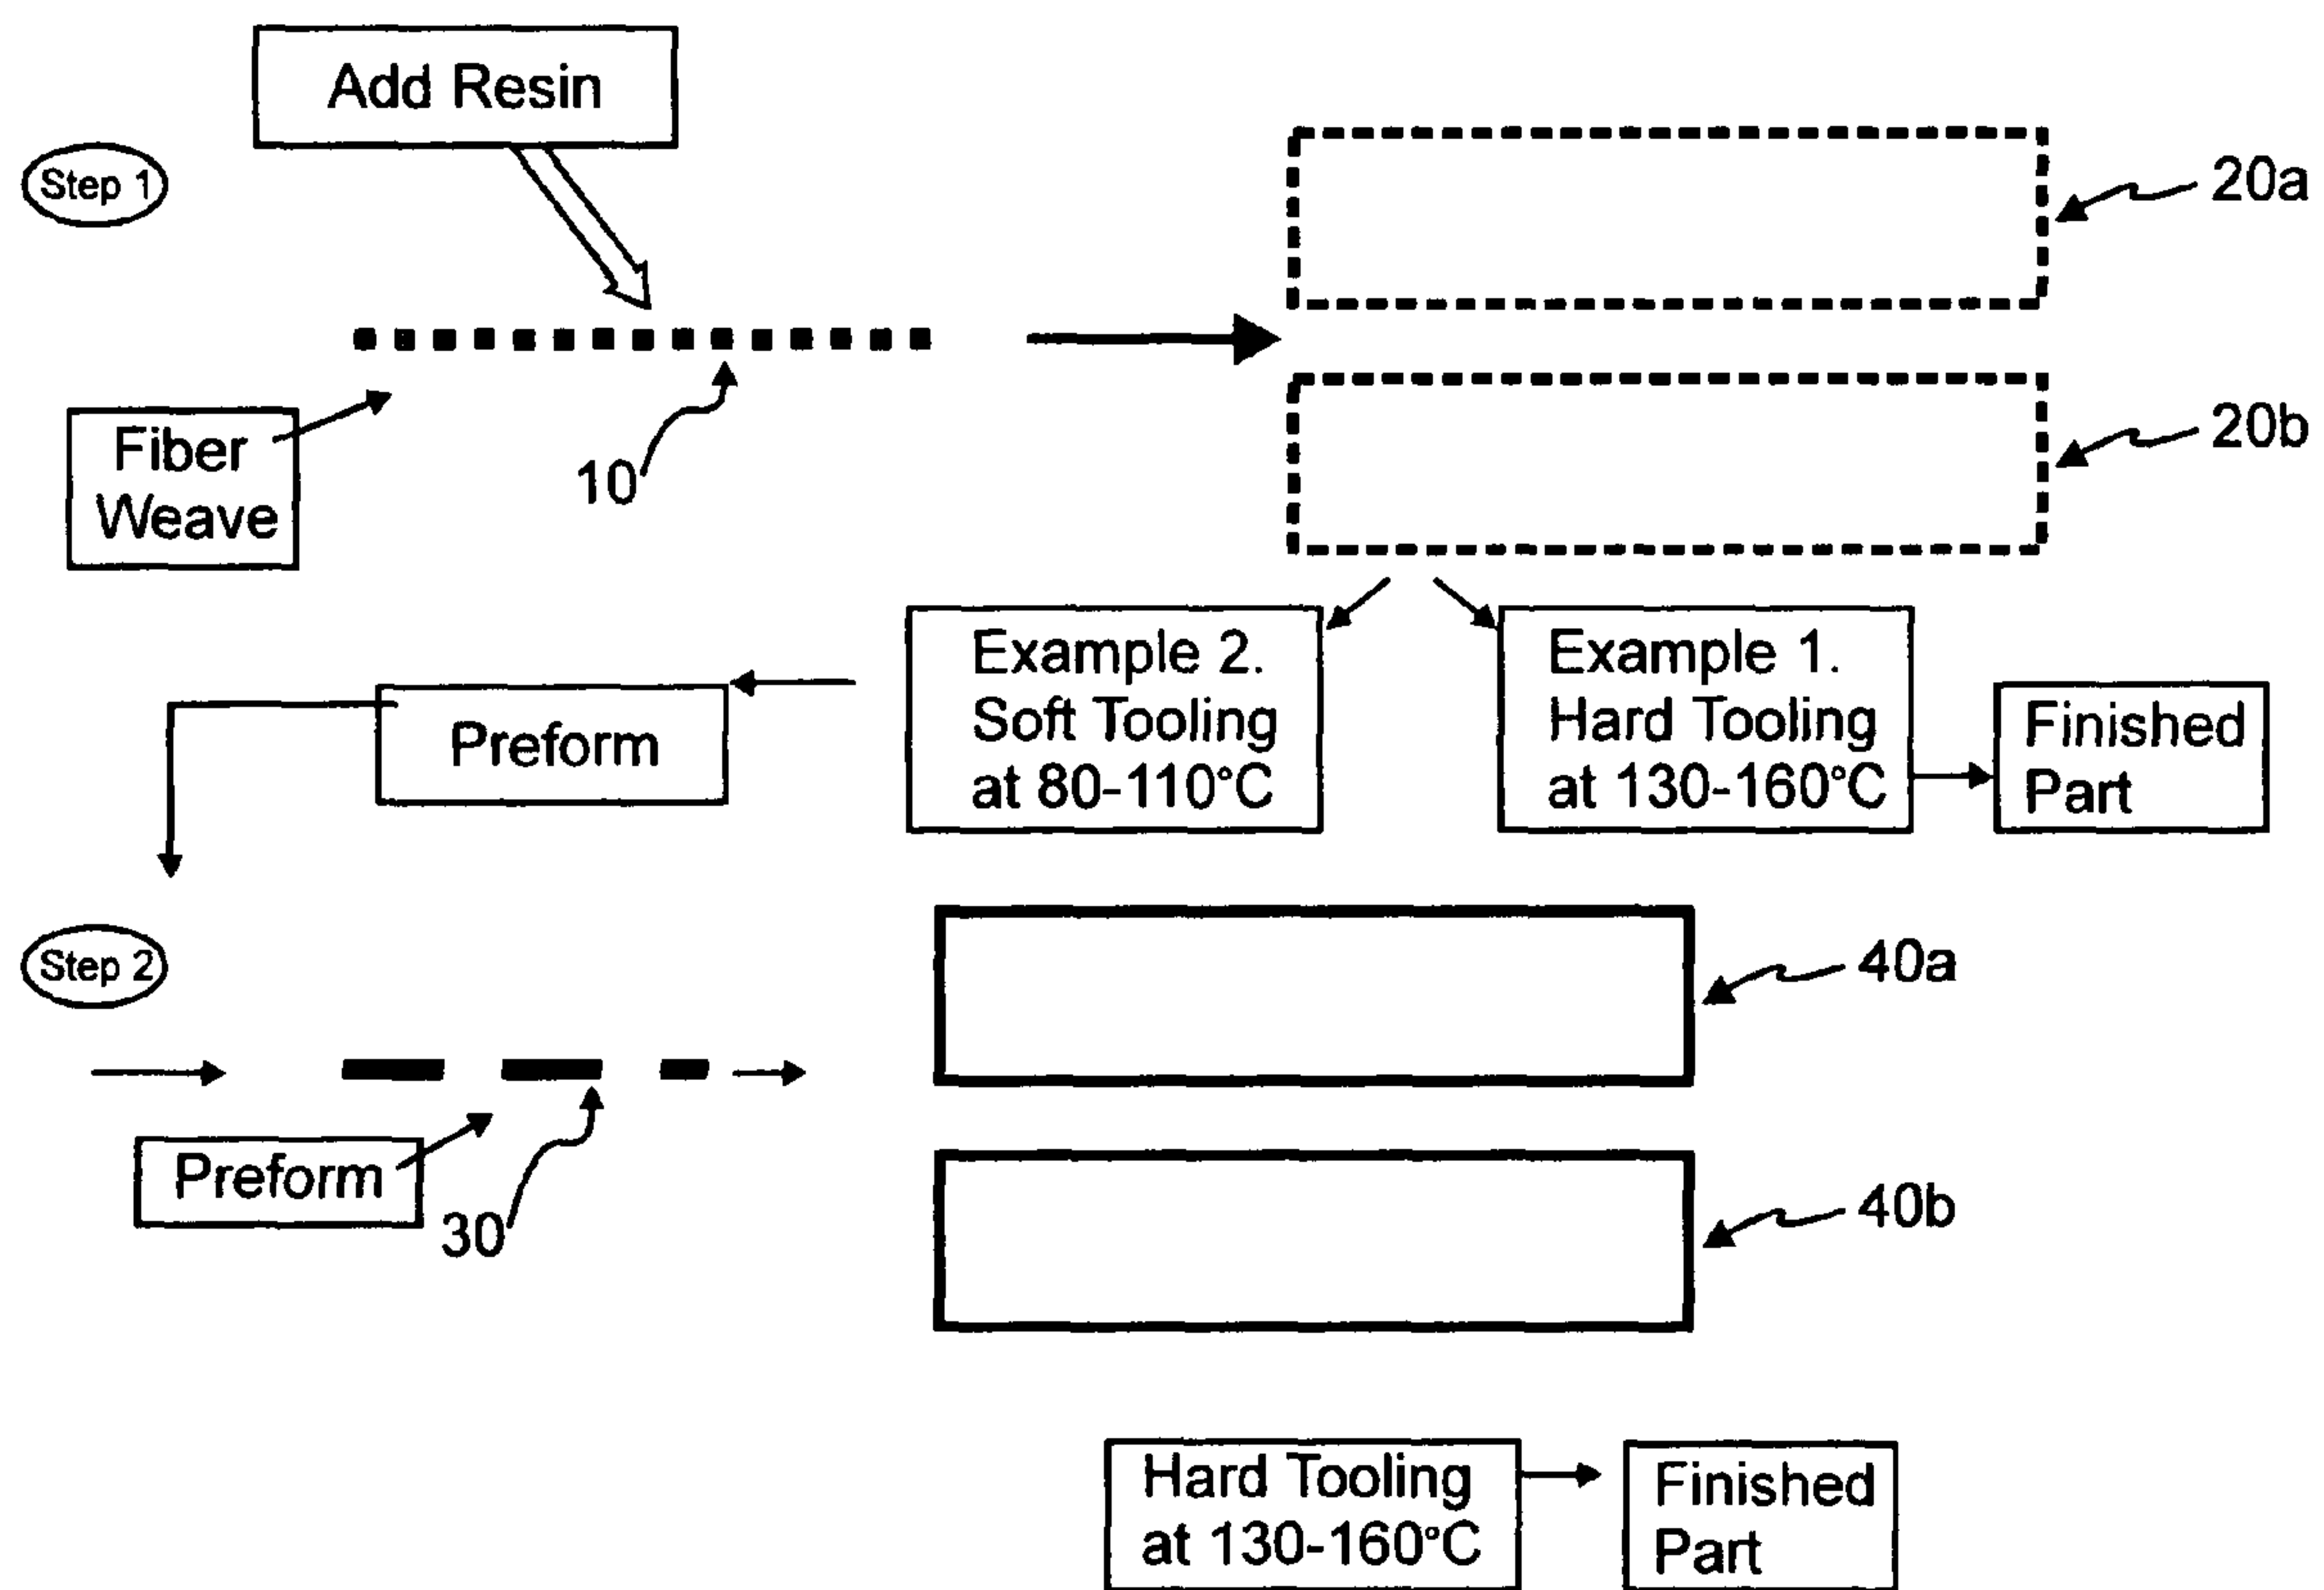 Add Resin
Step 1
20a
Fiber
Weave
10
20b
Example 2.
Soft Tooling
at 80-110°C
Example 1.
Hard Tooling
at 130-160°C
Preform
Finished
Part
Step 2
40a
Preform
30
40b
Hard Tooling
at 130-160°C
Finished
Part